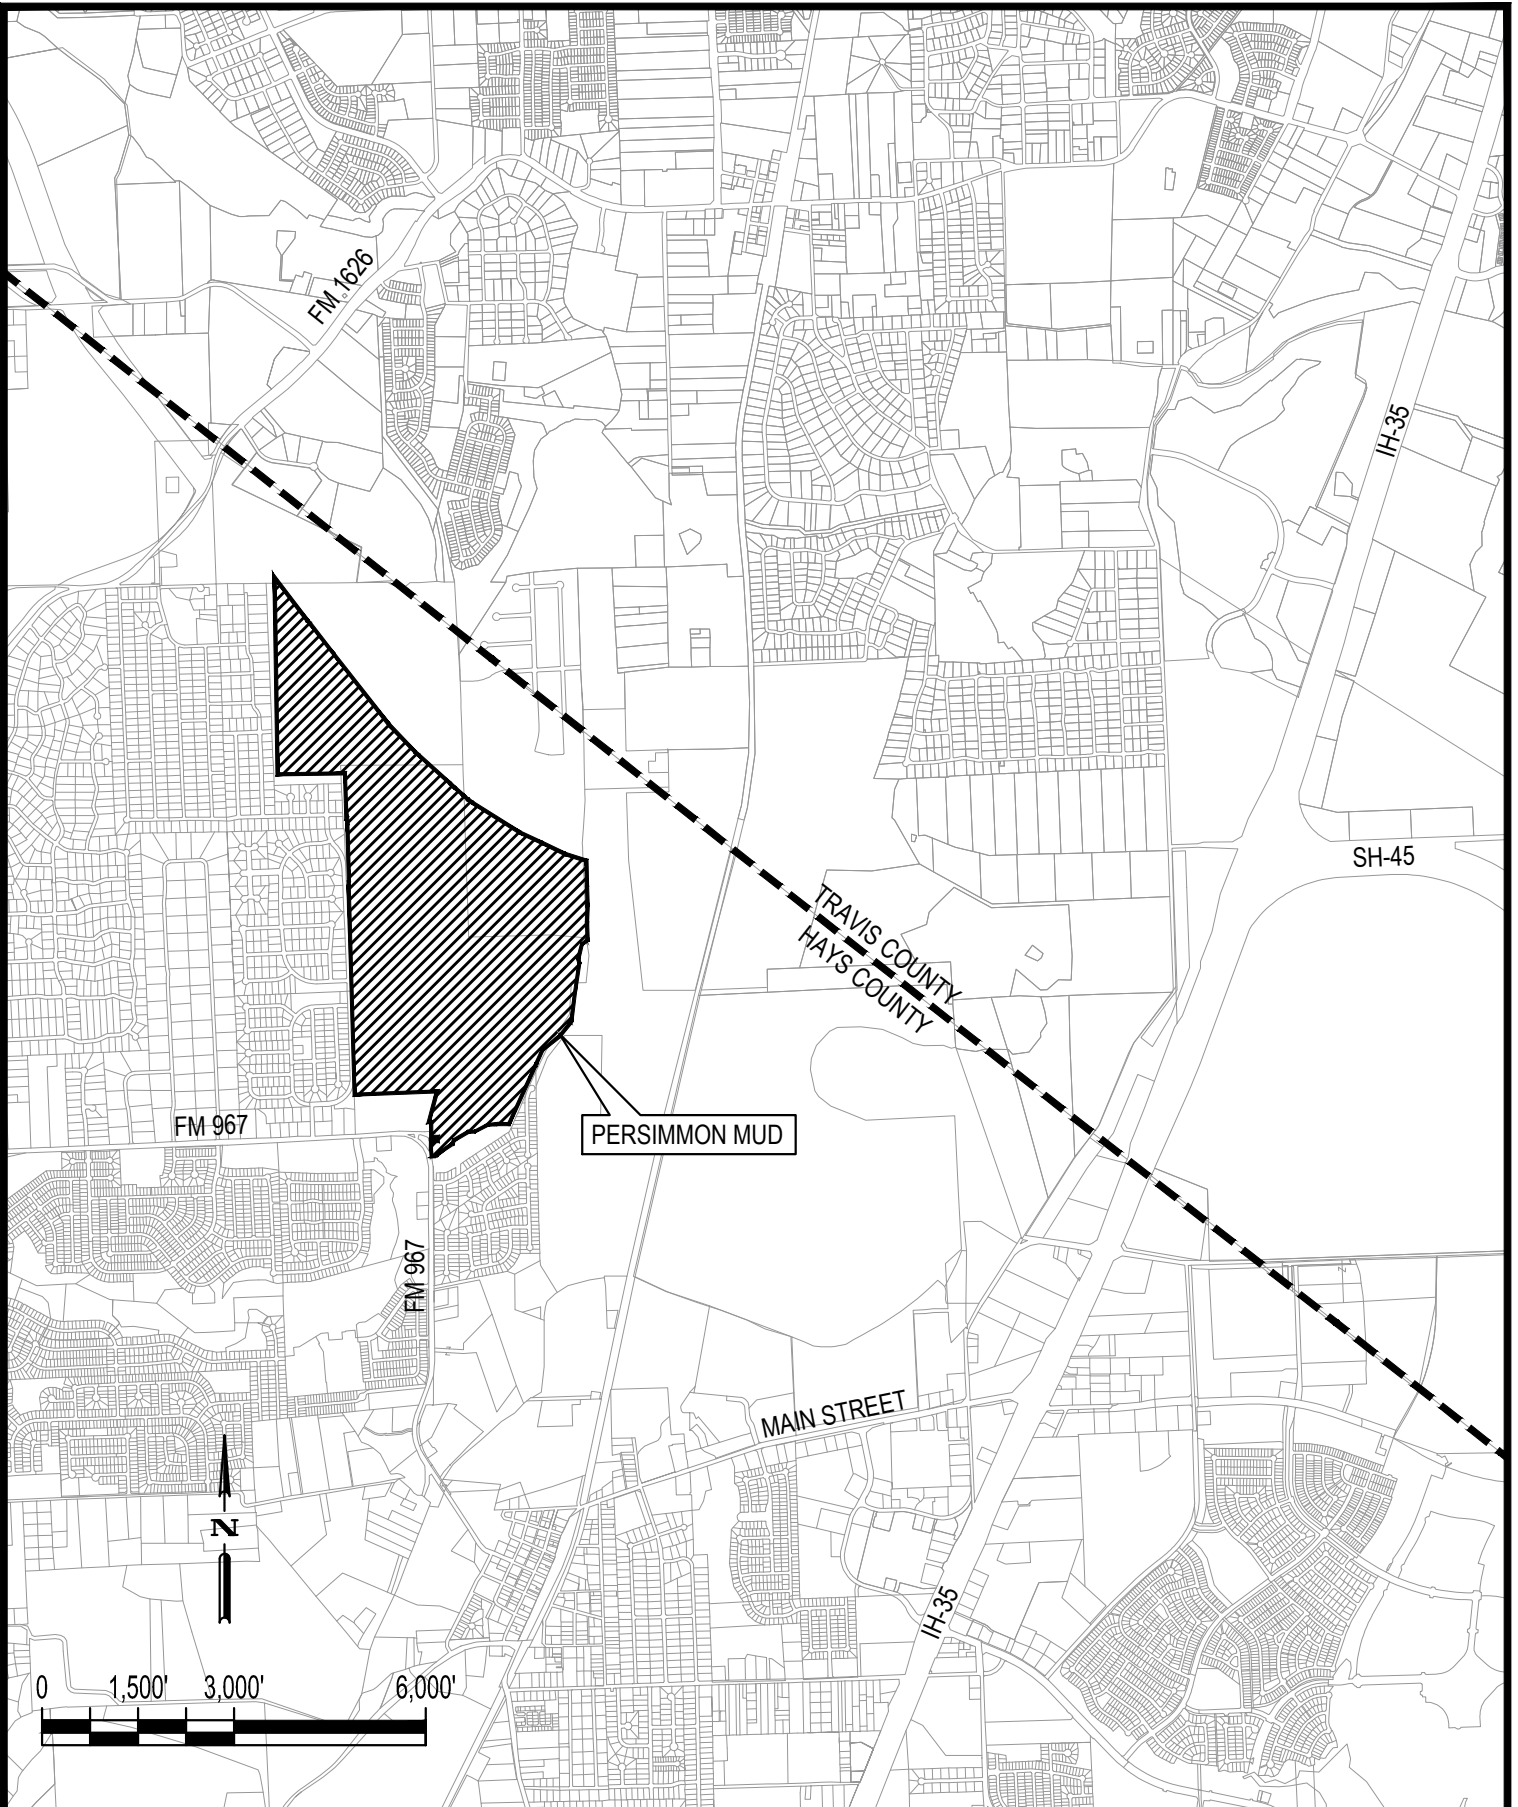 FM 1626
IH-35
SH-45
TRAVIS COUNTY
HAYS COUNTY
FM 967
PERSIMMON MUD
FM 967
MAIN STREET
N
IH-35
0 1,500' 3,000' 6,000'